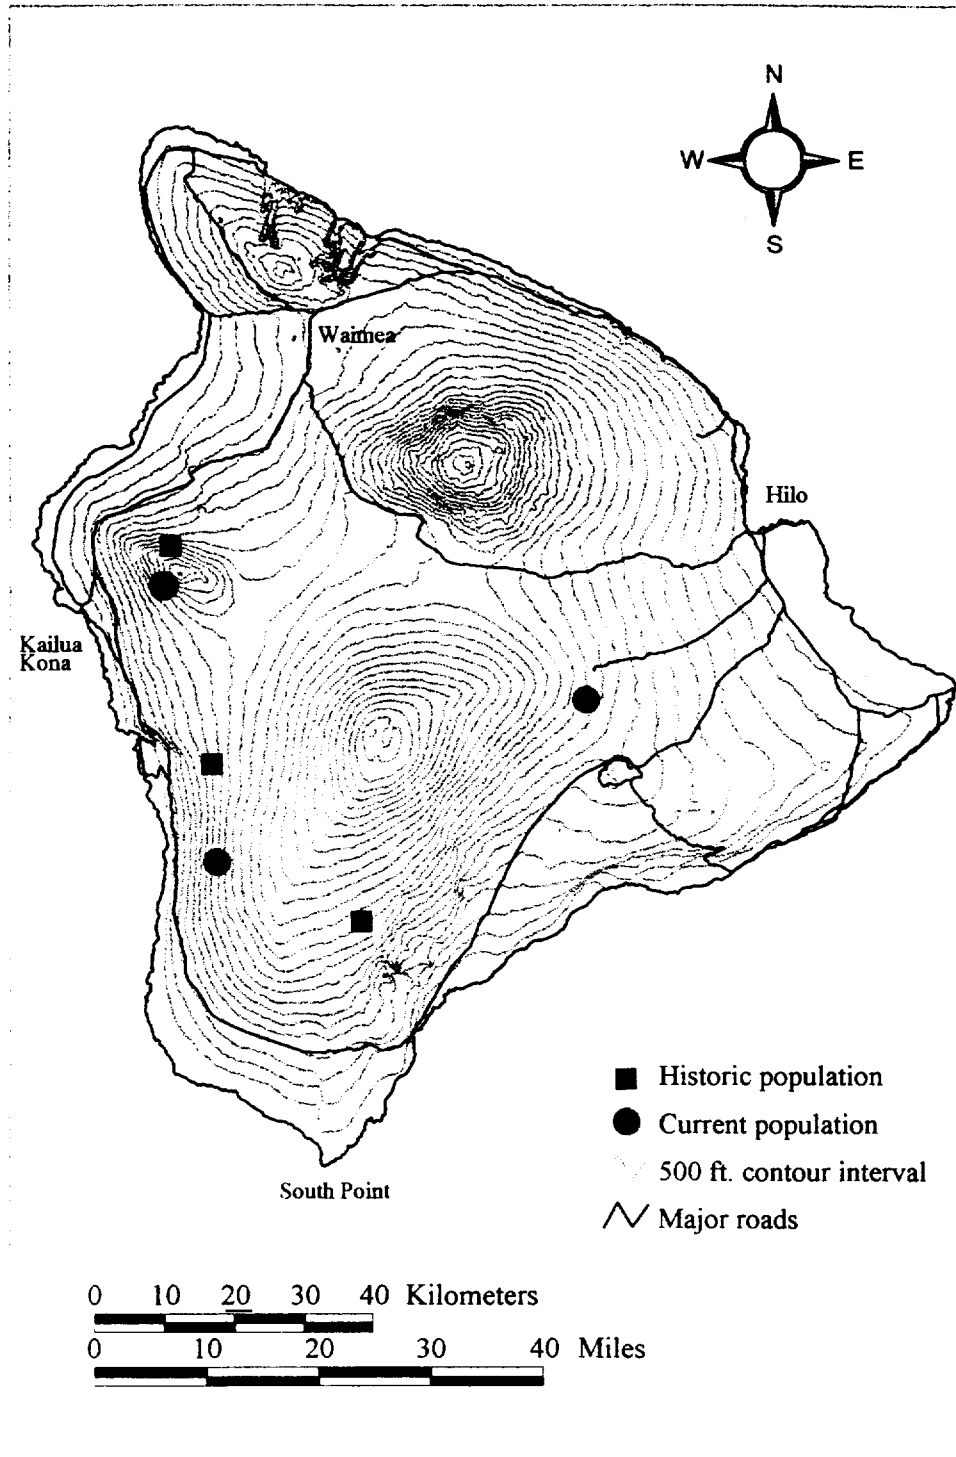 N
W E
S
Waimea
Hilo
Kailua
Kona
Historic population
Current population
500 ft. contour interval
Major roads
South Point
0 10 20 30 40 Kilometers
0 10 20 30 40 Miles